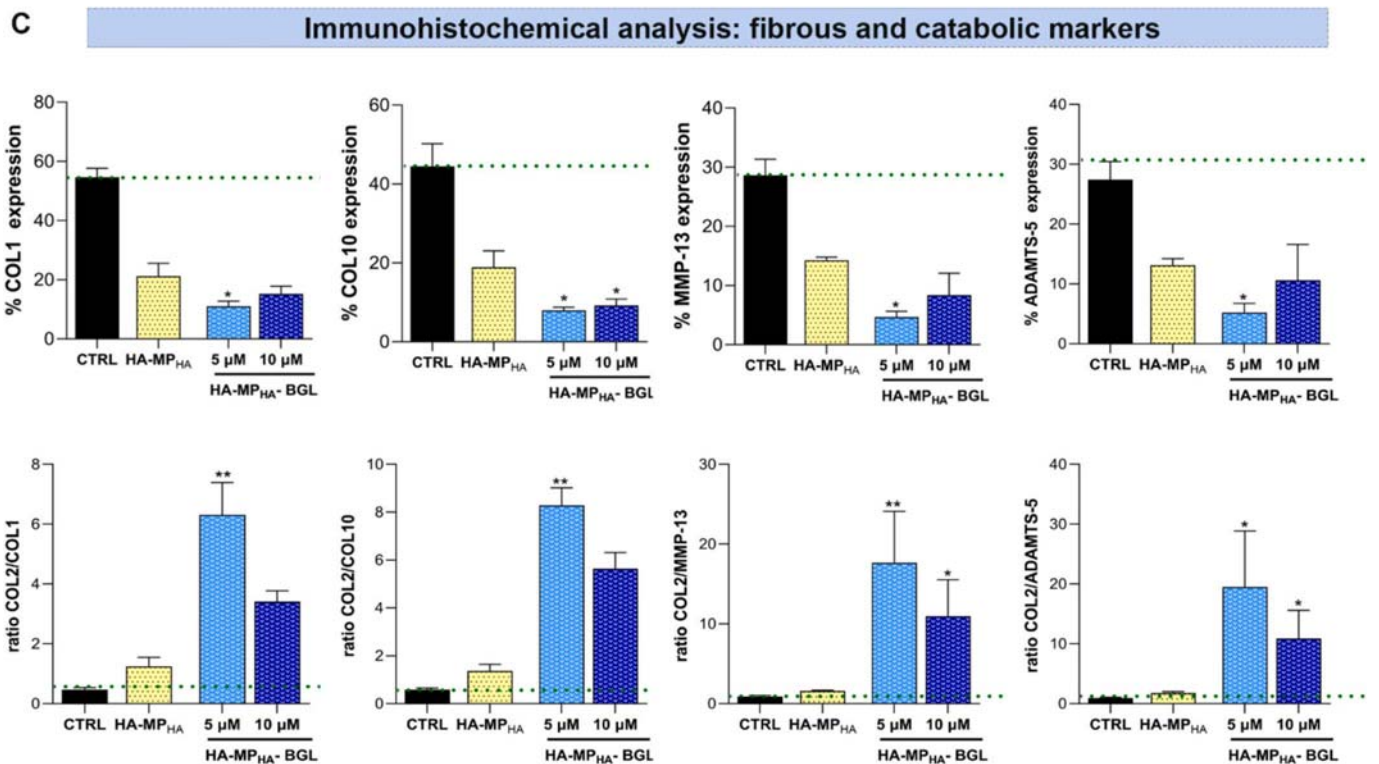 C
Immunohistochemical analysis: fibrous and catabolic markers
% COL1 expression
80
60
40
20
0
CTRL HA-MPHA 5 µM 10 µM
HA-MPHA- BGL
% COL10 expression
60
40
20
0
*
*
CTRL HA-MPHA 5 µM 10 µM
HA-MPHA- BGL
% MMP-13 expression
40
30
20
10
0
*
CTRL HA-MPHA 5 µM 10 µM
HA-MPHA- BGL
% ADAMTS-5 expression
40
30
20
10
0
*
CTRL HA-MPHA 5 µM 10 µM
HA-MPHA- BGL
ratio COL2/COL1
8
6
4
2
0
**
CTRL HA-MPHA 5 µM 10 µM
HA-MPHA- BGL
ratio COL2/COL10
10
8
6
4
2
0
**
CTRL HA-MPHA 5 µM 10 µM
HA-MPHA- BGL
ratio COL2/MMP-13
30
20
10
0
**
*
CTRL HA-MPHA 5 µM 10 µM
HA-MPHA- BGL
ratio COL2/ADAMTS-5
40
30
20
10
0
*
*
CTRL HA-MPHA 5 µM 10 µM
HA-MPHA- BGL